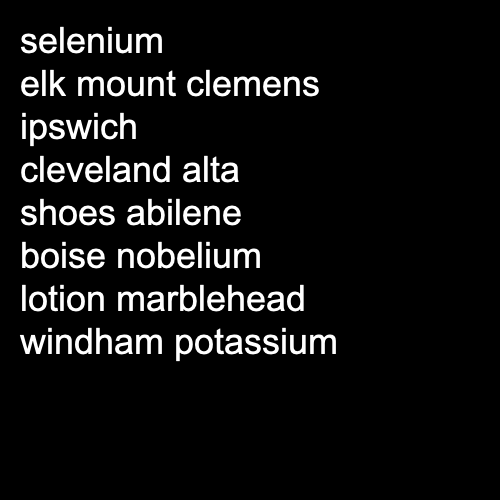 selenium
elk mount clemens
ipswich
cleveland alta
shoes abilene
boise nobelium
lotion marblehead
windham potassium